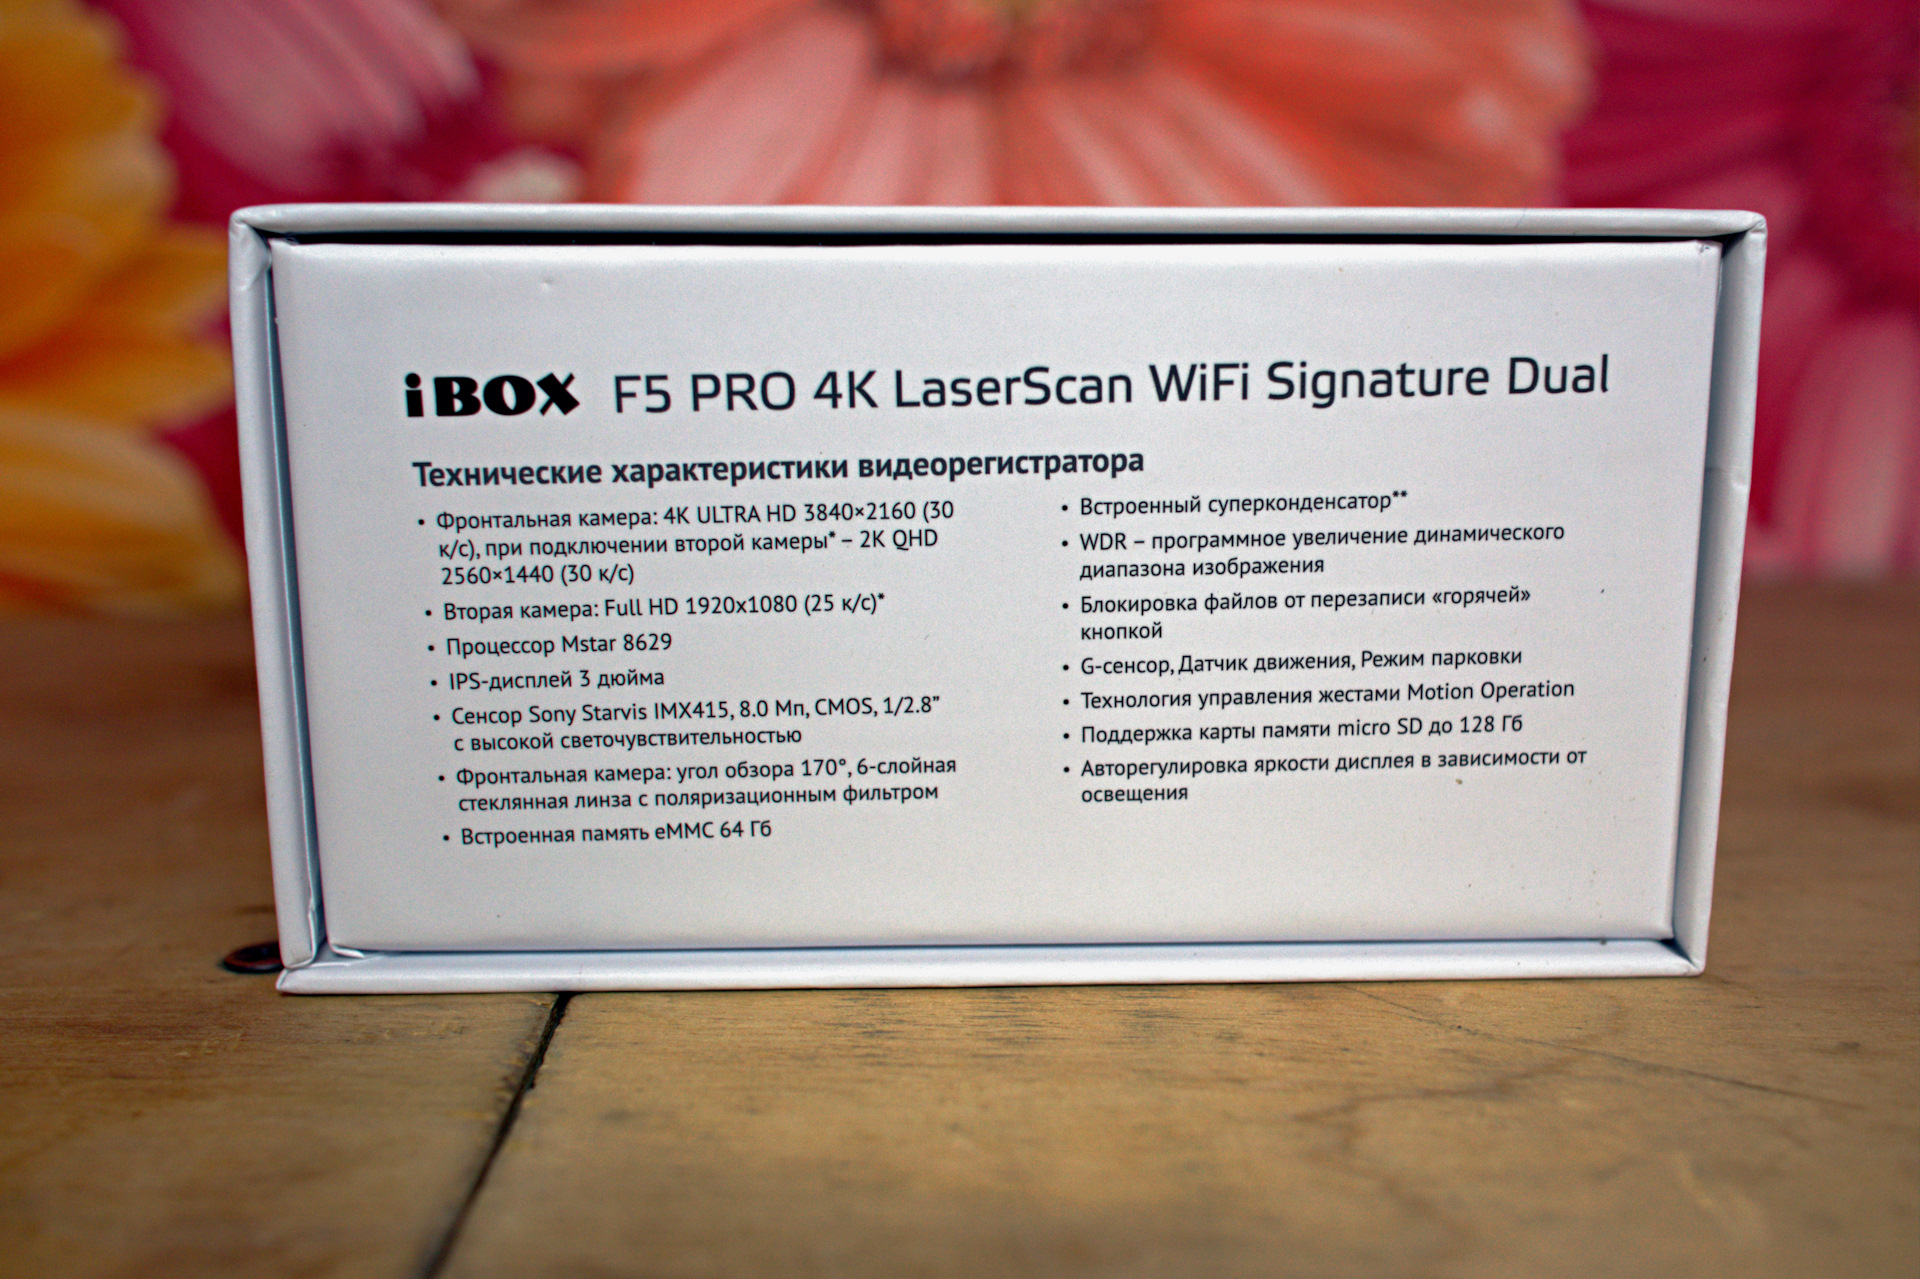 iBOX F5 PRO 4K LaserScan WiFi Signature Dual
Технические характеристики видеорегистратора
• Фронтальная камера: 4K ULTRA HD 3840×2160 (30
к/с), при подключении второй камеры* – 2K QHD
2560×1440 (30 к/с)
• Вторая камера: Full HD 1920x1080 (25 к/с)*
• Процессор Mstar 8629
• IPS-дисплей 3 дюйма
• Сенсор Sony Starvis IMX415, 8.0 Мп, CMOS, 1/2.8”
с высокой светочувствительностью
• Фронтальная камера: угол обзора 170°, 6-слойная
стеклянная линза с поляризационным фильтром
• Встроенная память eMMC 64 Гб
• Встроенный суперконденсатор**
• WDR – программное увеличение динамического
диапазона изображения
• Блокировка файлов от перезаписи «горячей»
кнопкой
• G-сенсор, Датчик движения, Режим парковки
• Технология управления жестами Motion Operation
• Поддержка карты памяти micro SD до 128 Гб
• Авторегулировка яркости дисплея в зависимости от
освещения